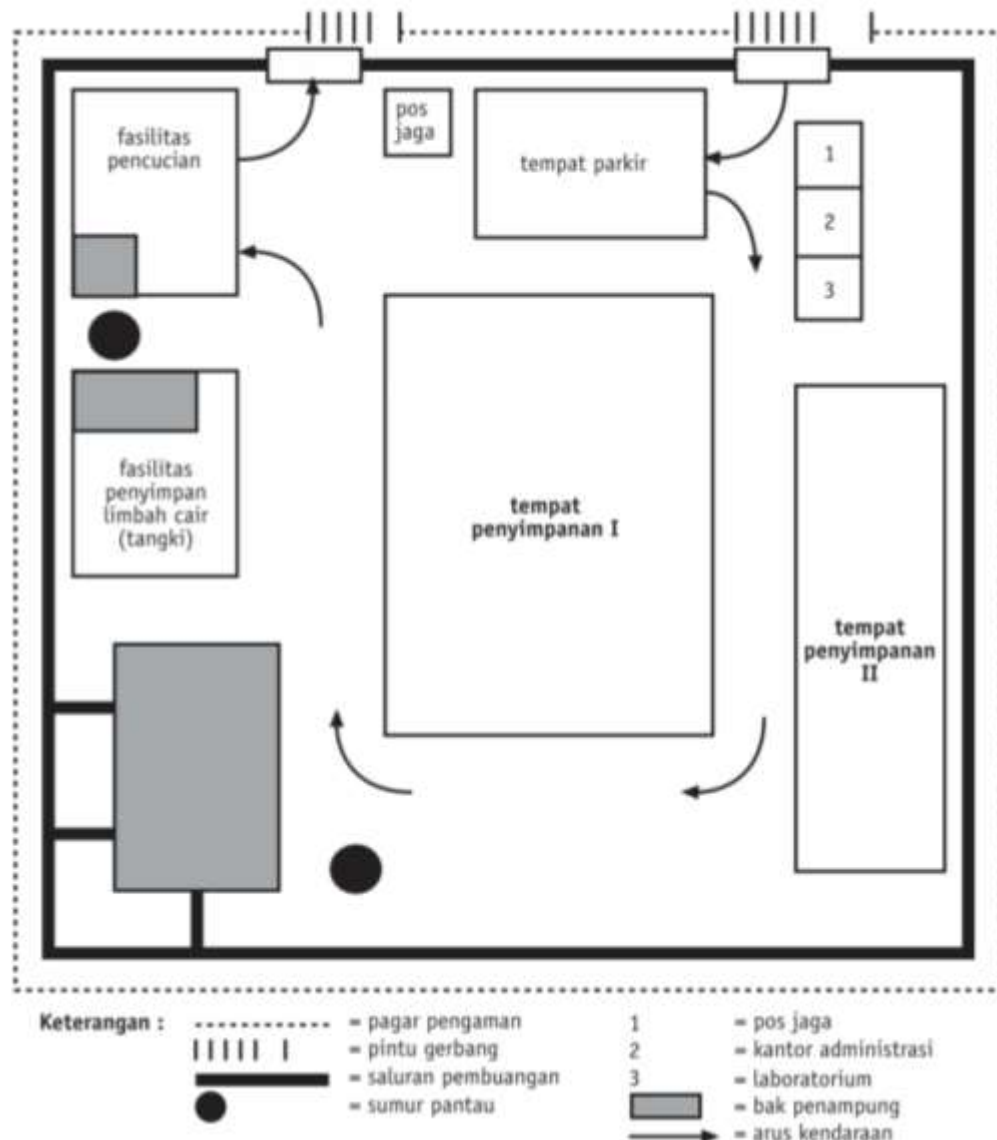 pos
jaga
fasilitas
pencucian
tempat parkir
1
2
3
fasilitas
penyimpan
limbah cair
(tangki)
tempat
penyimpanan I
tempat
penyimpanan
II
Keterangan :
= pagar pengaman
= pintu gerbang
= saluran pembuangan
= sumur pantau
1 = pos jaga
2 = kantor administrasi
3 = laboratorium
= bak penampung
= arus kendaraan